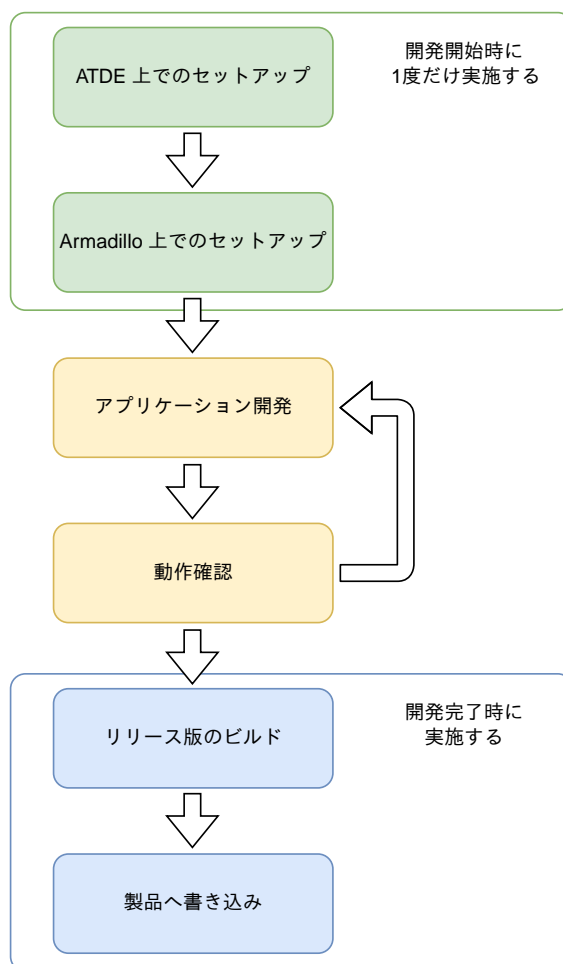 ATDE 上でのセットアップ
開発開始時に
1度だけ実施する
Armadillo 上でのセットアップ
アプリケーション開発
動作確認
リリース版のビルド
開発完了時に
実施する
製品へ書き込み